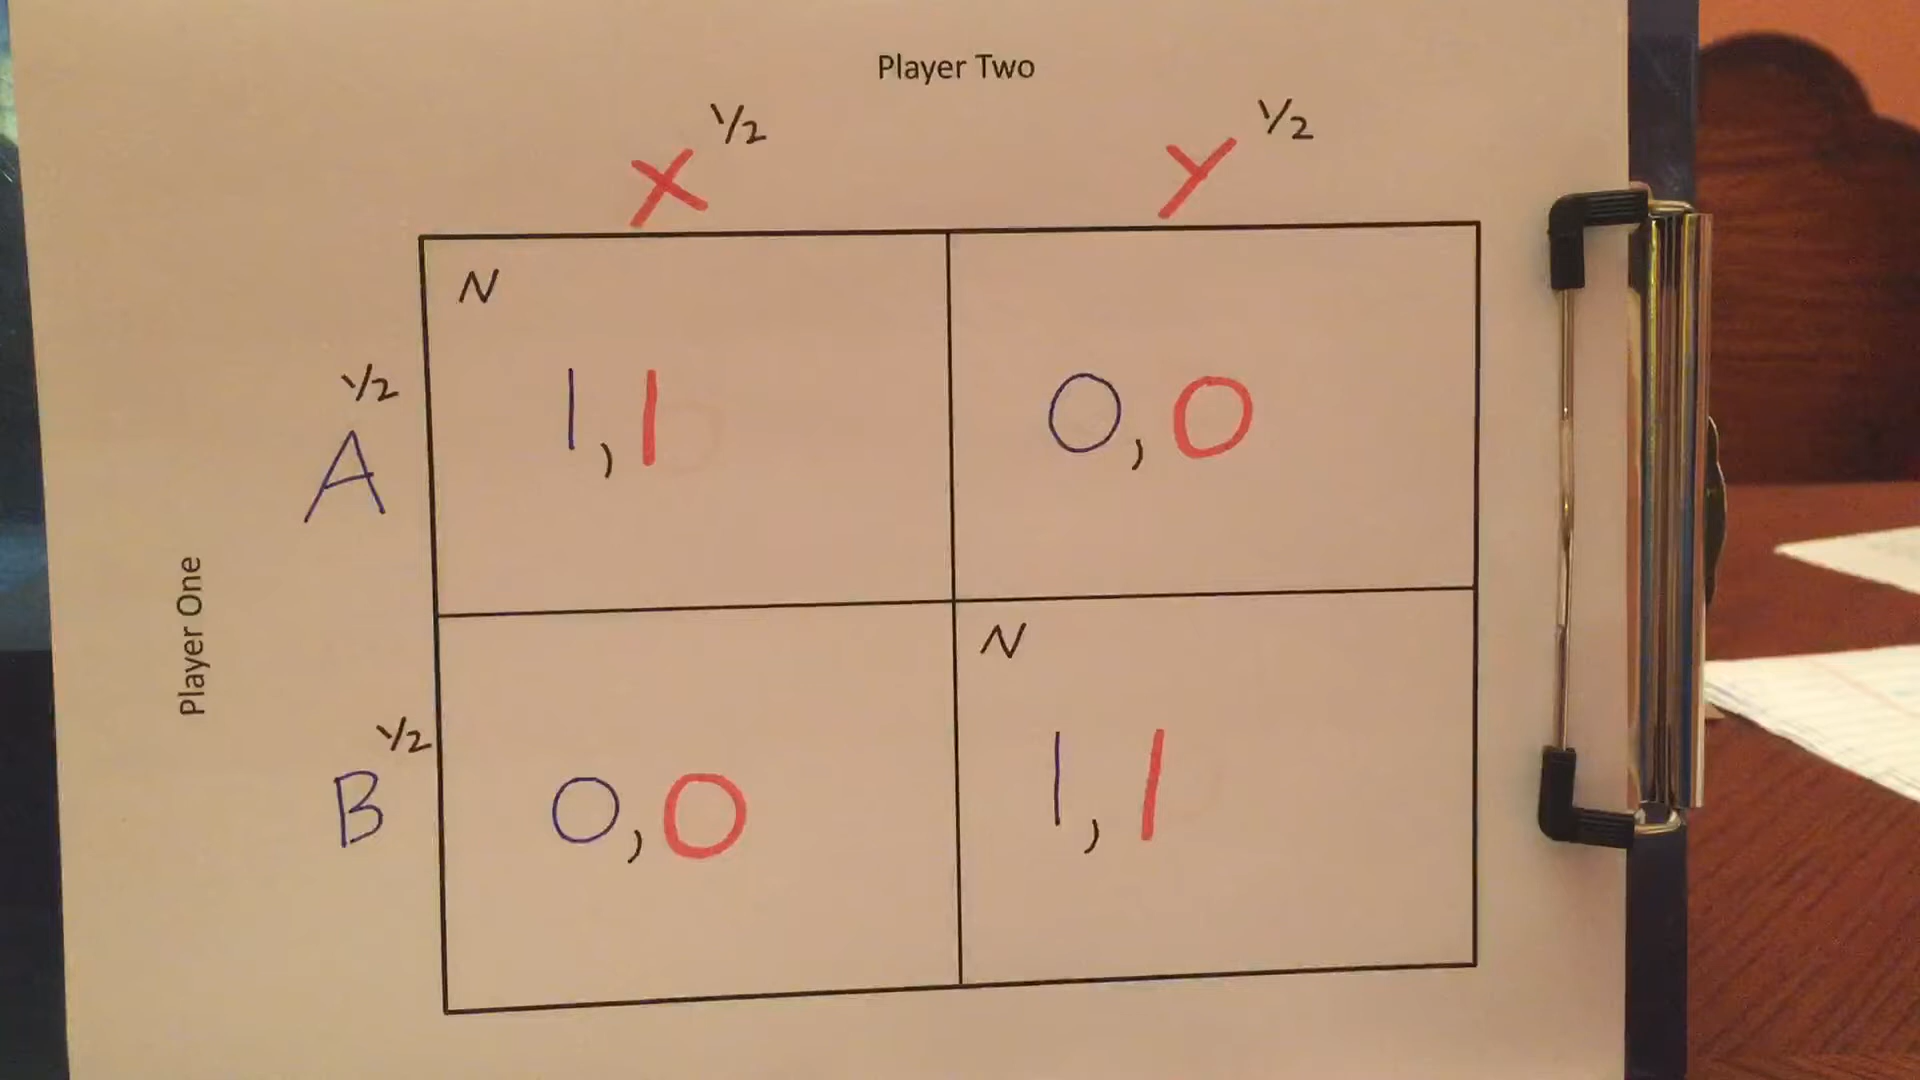 Player Two
X 1/2
Y 1/2
N
1/2
A
1, 1
0, 0
Player One
N
1/2
B
0, 0
1, 1